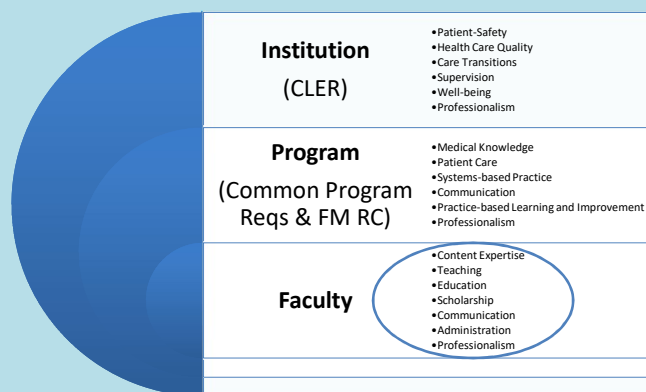 Institution
(CLER)
•Patient-Safety
•Health Care Quality
•Care Transitions
•Supervision
•Well-being
•Professionalism
Program
(Common Program
Reqs & FM RC)
•Medical Knowledge
•Patient Care
•Systems-based Practice
•Communication
•Practice-based Learning and Improvement
•Professionalism
Faculty
•Content Expertise
•Teaching
•Education
•Scholarship
•Communication
•Administration
•Professionalism